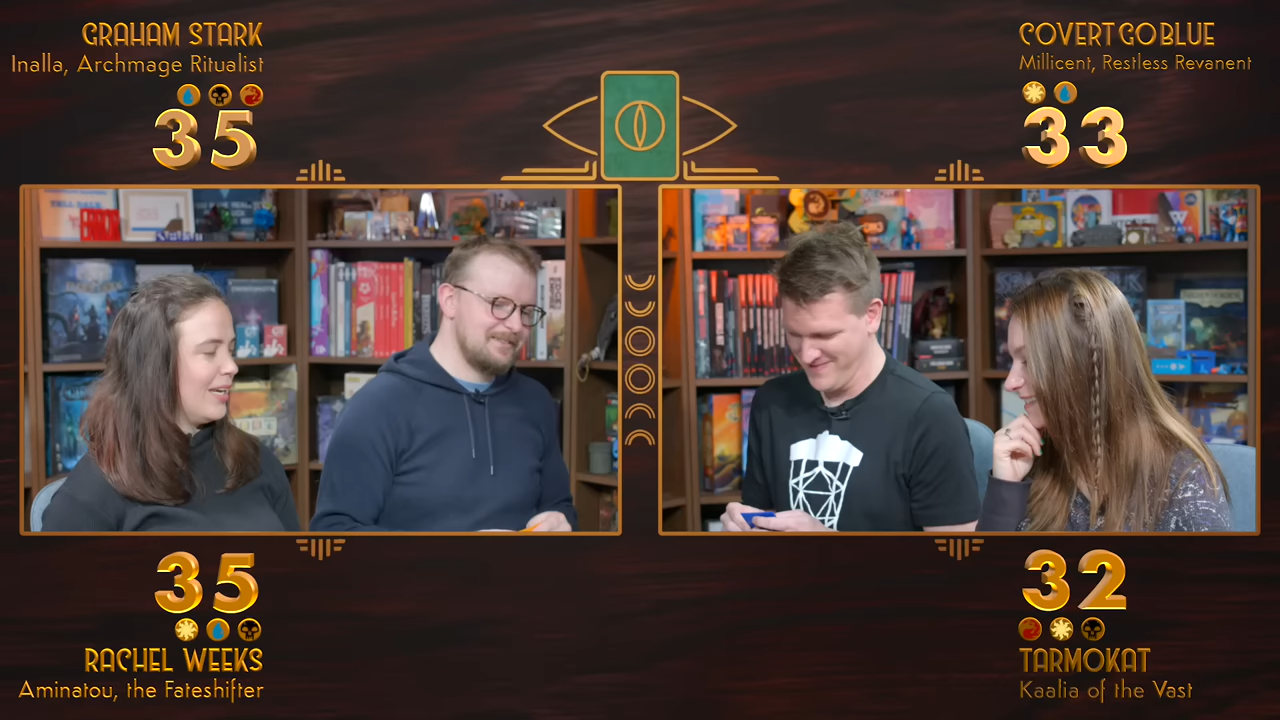 GRAHAM STARK
Inalla, Archmage Ritualist
35
COVERTGOBLUE
Millicent, Restless Revanent
33
35
RACHEL WEEKS
Aminatou, the Fateshifter
32
TARMOKAT
Kaalia of the Vast